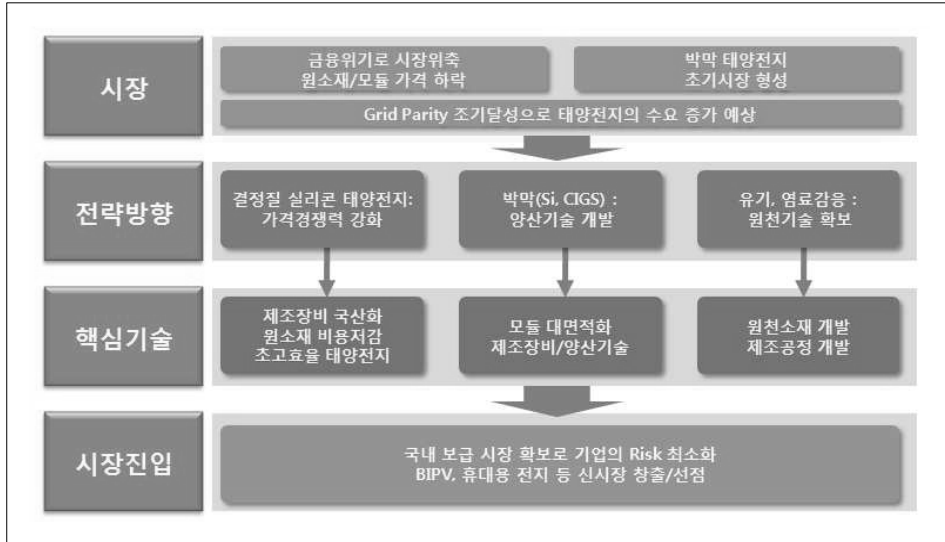 시장
금융위기로 시장위축
원소재/모듈 가격 하락
박막 태양전지
초기시장 형성
Grid Parity 조기달성으로 태양전지의 수요 증가 예상
전략방향
결정질 실리콘 태양전지:
가격경쟁력 강화
박막(Si, CIGS) :
양산기술 개발
유기, 염료감응 :
원천기술 확보
핵심기술
제조장비 국산화
원소재 비용저감
초고효율 태양전지
모듈 대면적화
제조장비/양산기술
원천소재 개발
제조공정 개발
시장진입
국내 보급 시장 확보로 기업의 Risk 최소화
BIPV, 휴대용 전지 등 신시장 창출/선점